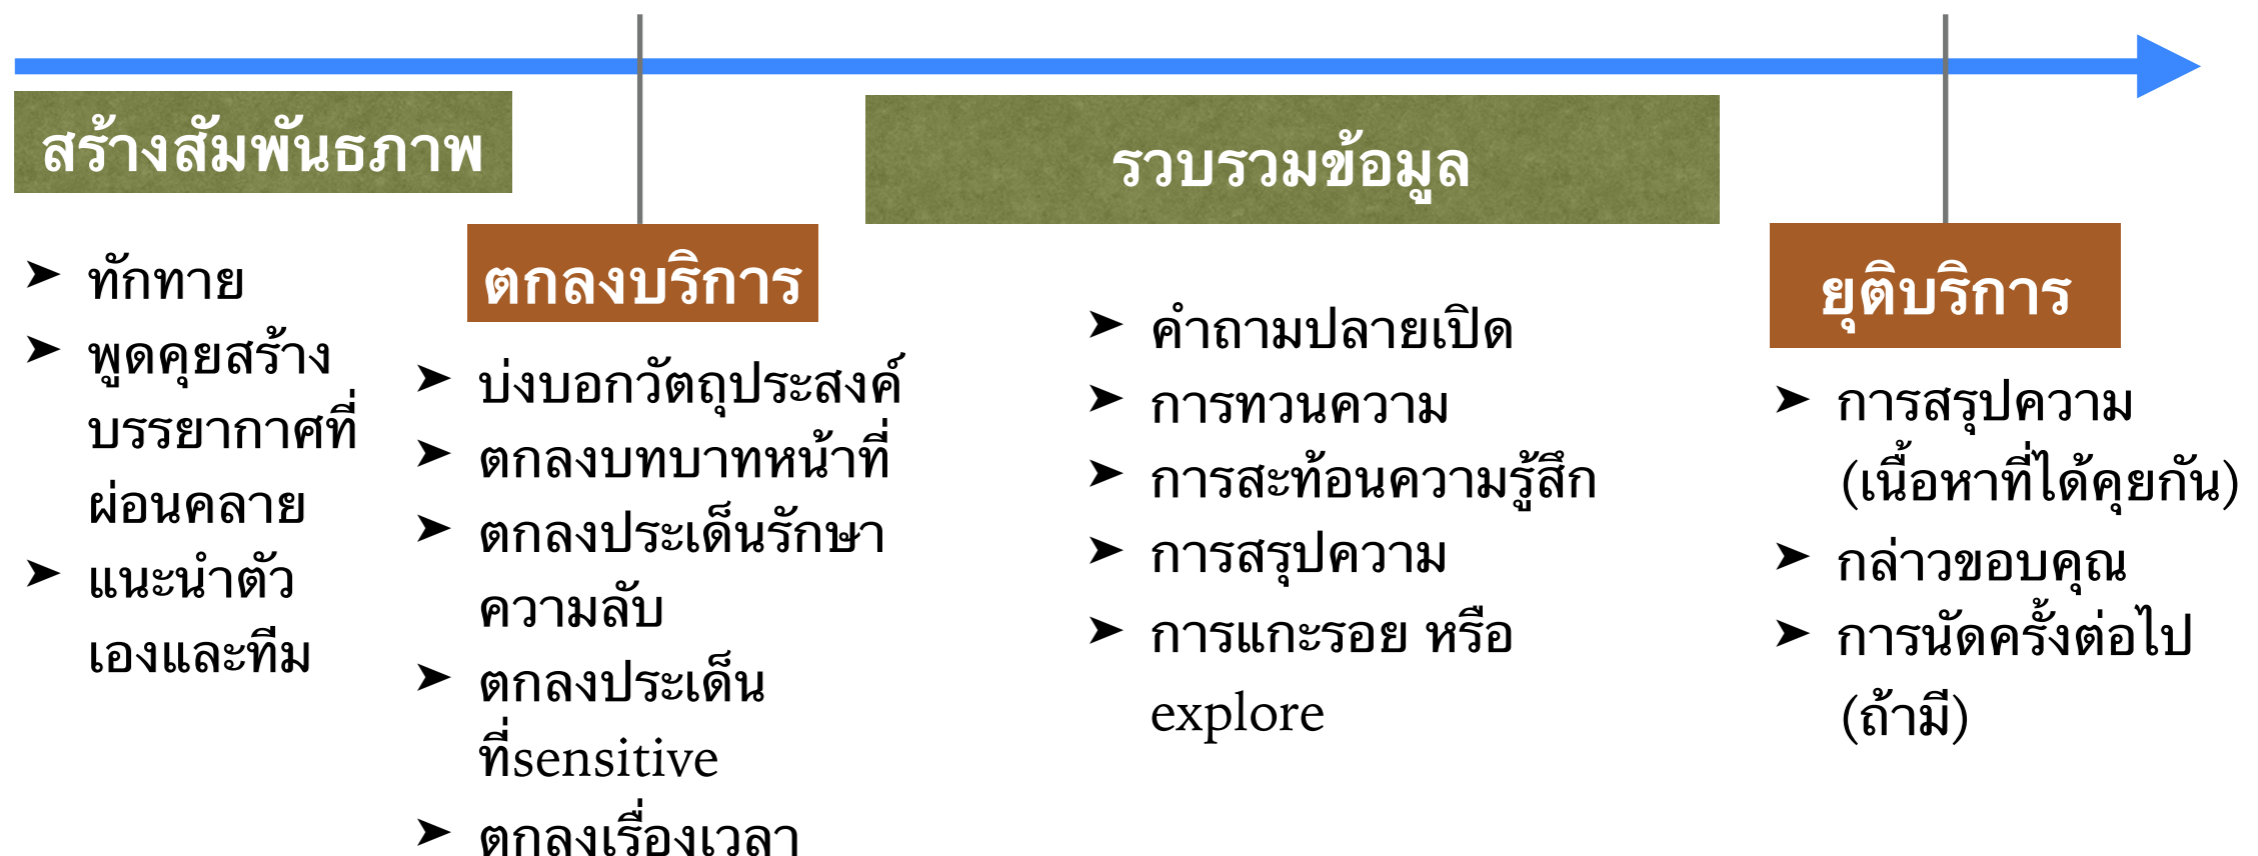 สร้างสัมพันธภาพ
➤ ทักทาย
➤ พูดคุยสร้าง
บรรยากาศที่
ผ่อนคลาย
➤ แนะนำตัว
เองและทีม
ตกลงบริการ
➤ บ่งบอกวัตถุประสงค์
➤ ตกลงบทบาทหน้าที่
➤ ตกลงประเด็นรักษา
ความลับ
➤ ตกลงประเด็น
ที่sensitive
➤ ตกลงเรื่องเวลา
รวบรวมข้อมูล
➤ คำถามปลายเปิด
➤ การทวนความ
➤ การสะท้อนความรู้สึก
➤ การสรุปความ
➤ การแกะรอย หรือ
explore
ยุติบริการ
➤ การสรุปความ
(เนื้อหาที่ได้คุยกัน)
➤ กล่าวขอบคุณ
➤ การนัดครั้งต่อไป
(ถ้ามี)